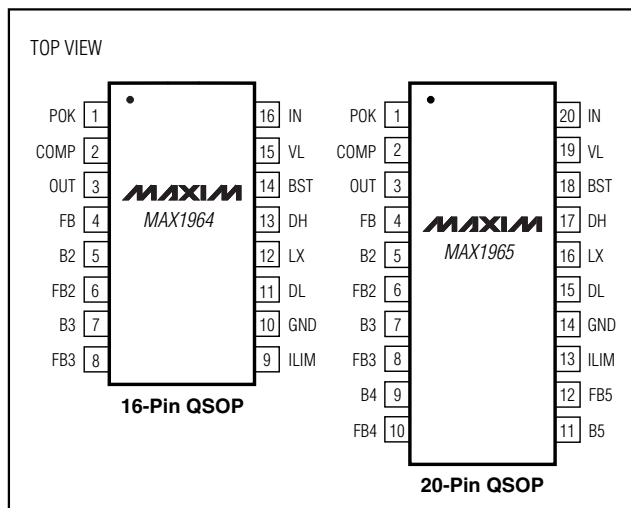 TOP VIEW
POK 1
COMP 2
OUT 3
FB 4
B2 5
FB2 6
B3 7
FB3 8
16 IN
15 VL
14 BST
13 DH
12 LX
11 DL
10 GND
9 ILIM
MAXIM
MAX1964
16-Pin QSOP
POK 1
COMP 2
OUT 3
FB 4
B2 5
FB2 6
B3 7
FB3 8
B4 9
FB4 10
20 IN
19 VL
18 BST
17 DH
16 LX
15 DL
14 GND
13 ILIM
12 FB5
11 B5
MAXIM
MAX1965
20-Pin QSOP